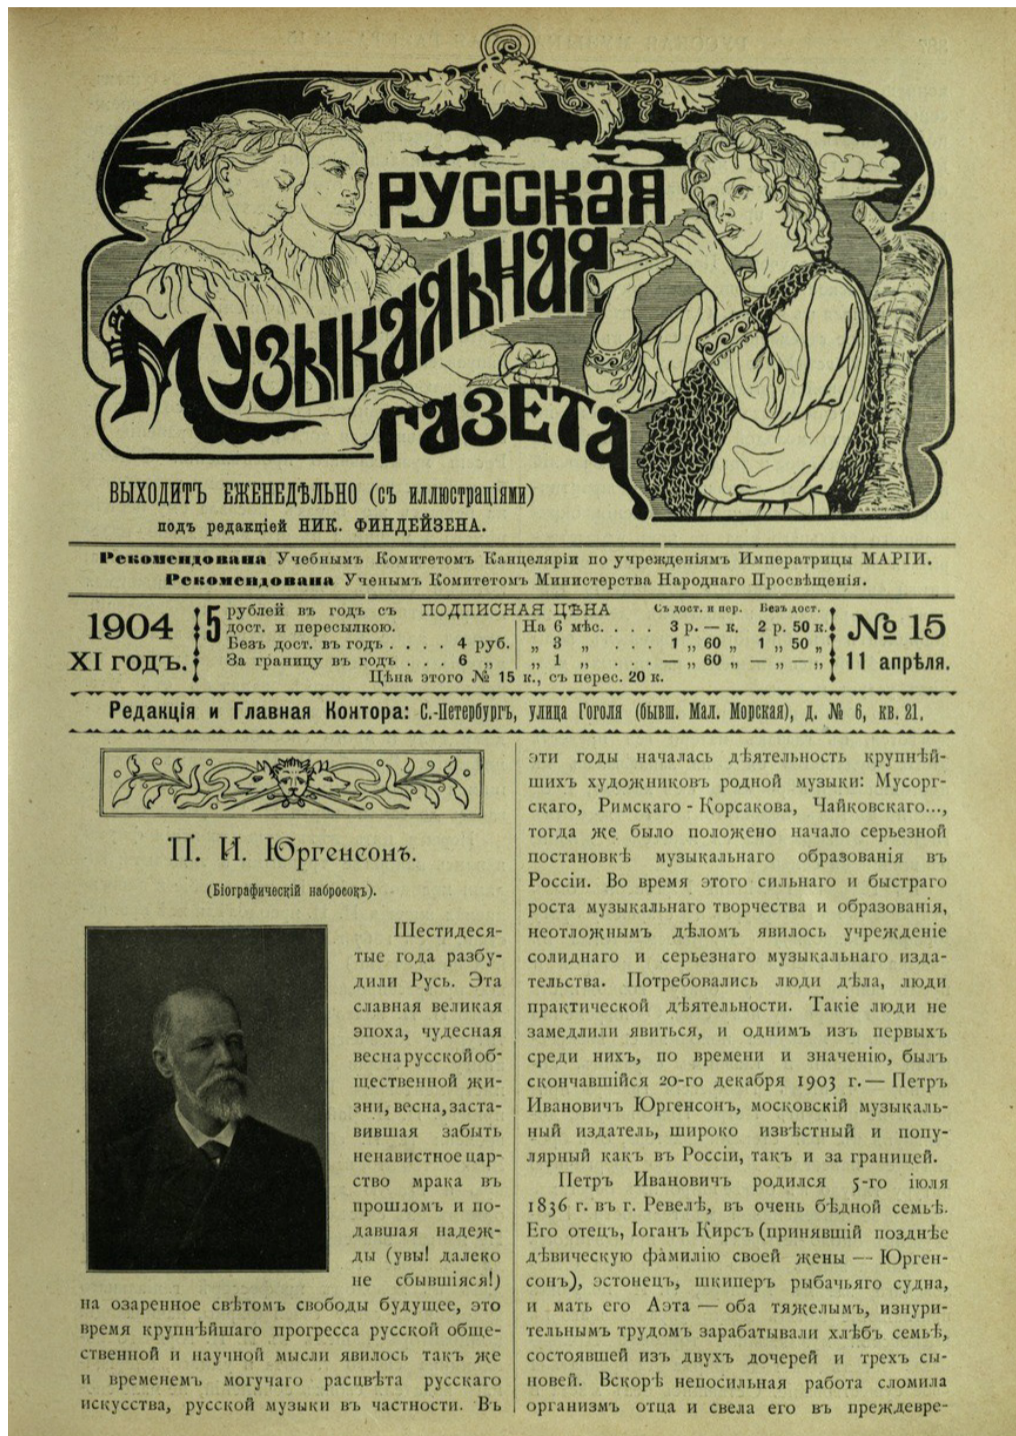 РУССКАЯ
МУЗЫКАЛЬНАЯ
ГАЗЕТА
ВЫХОДИТЪ ЕЖЕНЕДѢЛЬНО (съ иллюстраціями)
подъ редакціей НИК. ФИНДЕЙЗЕНА.
Рекомендована Учебнымъ Комитетомъ Канцеляріи по учрежденіямъ Императрицы МАРІИ.
Рекомендована Ученымъ Комитетомъ Министерства Народнаго Просвѣщенія.
1904
XI годъ.
5 рублей въ годъ съ
дост. и пересылкою.
Безъ дост. въ годъ . . . . 4 руб.
За границу въ годъ . . . 6 „
ПОДПИСНАЯ ЦѢНА Съ дост. и пер. Безъ дост.
На 6 мѣс. . . . 3 р. — к. 2 р. 50 к.
„ 3 „ . . . 1 „ 60 „ 1 „ 50 „
„ 1 „ . . . — „ 60 „ — „ — „
Цѣна этого № 15 к., съ перес. 20 к.
№ 15
11 апрѣля.
Редакція и Главная Контора: С.-Петербургъ, улица Гоголя (бывш. Мал. Морская), д. № 6, кв. 21.
П. И. Юргенсонъ.
(Біографическій набросокъ).
Шестидеся-
тые года разбу-
дили Русь. Эта
славная великая
эпоха, чудесная
весна русской об-
щественной жи-
зни, весна, заста-
вившая забыть
ненавистное цар-
ство мрака въ
прошломъ и по-
давшая надеж-
ды (увы! далеко
не сбывшіяся!)
на озаренное свѣтомъ свободы будущее, это
время крупнѣйшаго прогресса русской обще-
ственной и научной мысли явилось такъ же
и временемъ могучаго расцвѣта русскаго
искусства, русской музыки въ частности. Въ
эти годы началась дѣятельность крупнѣй-
шихъ художниковъ родной музыки: Мусорг-
скаго, Римскаго - Корсакова, Чайковскаго...,
тогда же было положено начало серьезной
постановкѣ музыкальнаго образованія въ
Россіи. Во время этого сильнаго и быстраго
роста музыкальнаго творчества и образованія,
неотложнымъ дѣломъ явилось учрежденіе
солиднаго и серьезнаго музыкальнаго изда-
тельства. Потребовались люди дѣла, люди
практической дѣятельности. Такіе люди не
замедлили явиться, и однимъ изъ первыхъ
среди нихъ, по времени и значенію, былъ
скончавшійся 20-го декабря 1903 г. — Петръ
Ивановичъ Юргенсонъ, московскій музыкаль-
ный издатель, широко извѣстный и попу-
лярный какъ въ Россіи, такъ и за границей.
Петръ Ивановичъ родился 5-го іюля
1836 г. въ г. Ревелѣ, въ очень бѣдной семьѣ.
Его отецъ, Іоганъ Кирсъ (принявшій позднѣе
дѣвическую фамилію своей жены — Юрген-
сонъ), эстонецъ, шкиперъ рыбачьяго судна,
и мать его Аэта — оба тяжелымъ, изнури-
тельнымъ трудомъ зарабатывали хлѣбъ семьѣ,
состоявшей изъ двухъ дочерей и трехъ сы-
новей. Вскорѣ непосильная работа сломила
организмъ отца и свела его въ преждевре-